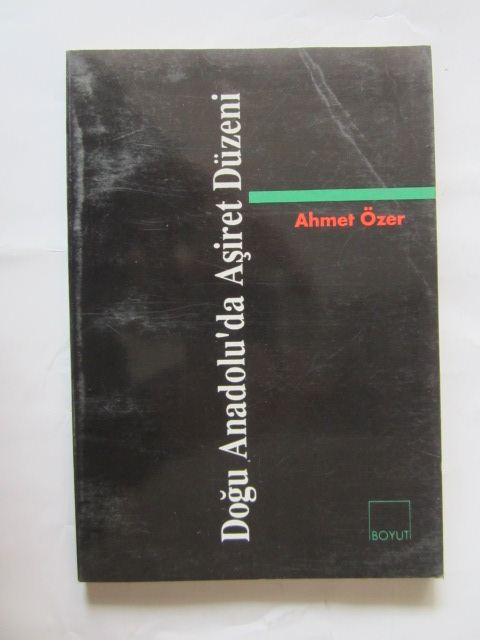 Doğu Anadolu'da Aşiret Düzeni
Ahmet Özer
BOYUT